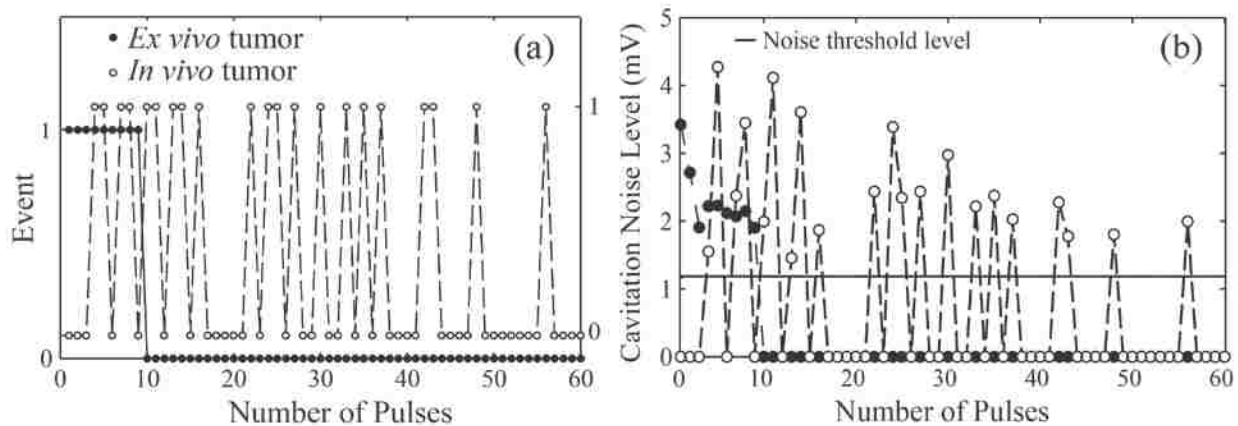 (a)
Ex vivo tumor
In vivo tumor
1
0
1
0
Event
0 10 20 30 40 50 60
Number of Pulses
(b)
Noise threshold level
5
4
3
2
1
0
Cavitation Noise Level (mV)
0 10 20 30 40 50 60
Number of Pulses